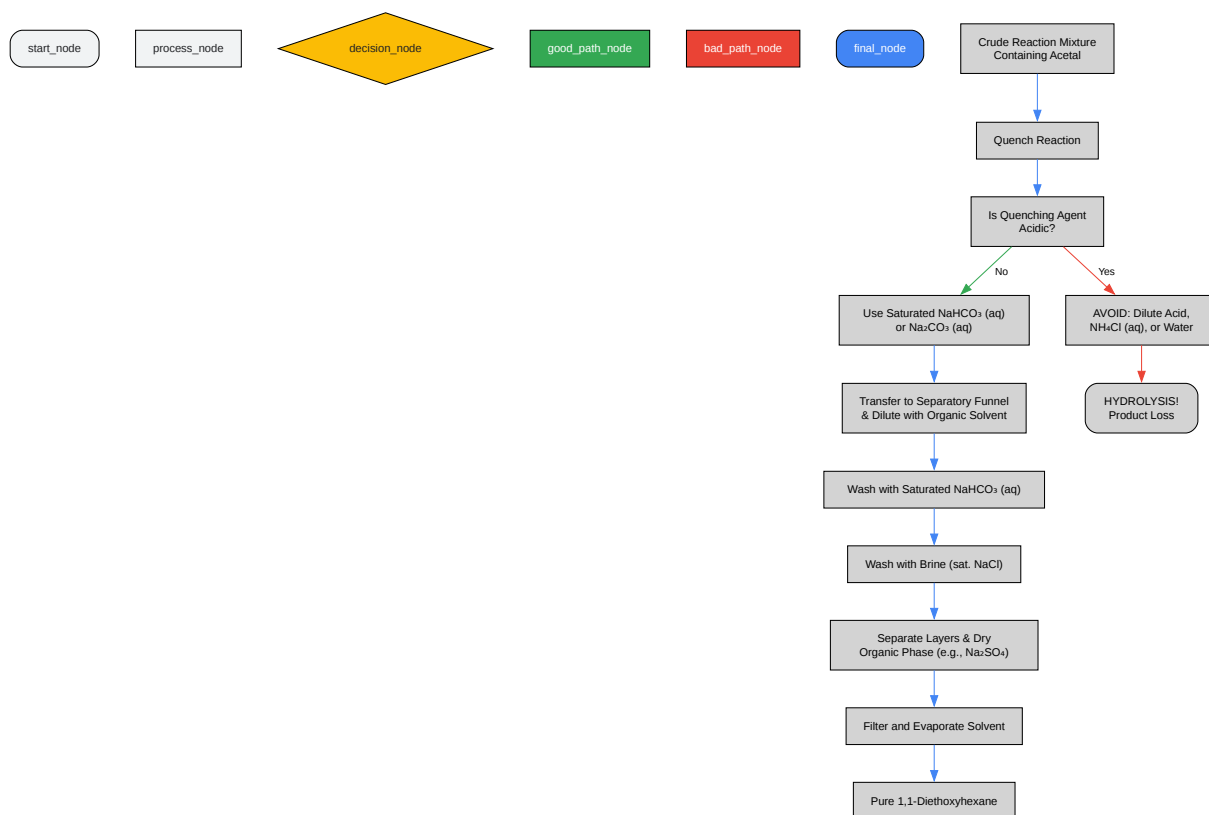 start_node
process_node
decision_node
good_path_node
bad_path_node
final_node
Crude Reaction Mixture
Containing Acetal
Quench Reaction
Is Quenching Agent
Acidic?
No
Yes
Use Saturated NaHCO₃ (aq)
or Na₂CO₃ (aq)
AVOID: Dilute Acid,
NH₄Cl (aq), or Water
Transfer to Separatory Funnel
& Dilute with Organic Solvent
HYDROLYSIS!
Product Loss
Wash with Saturated NaHCO₃ (aq)
Wash with Brine (sat. NaCl)
Separate Layers & Dry
Organic Phase (e.g., Na₂SO₄)
Filter and Evaporate Solvent
Pure 1,1-Diethoxyhexane